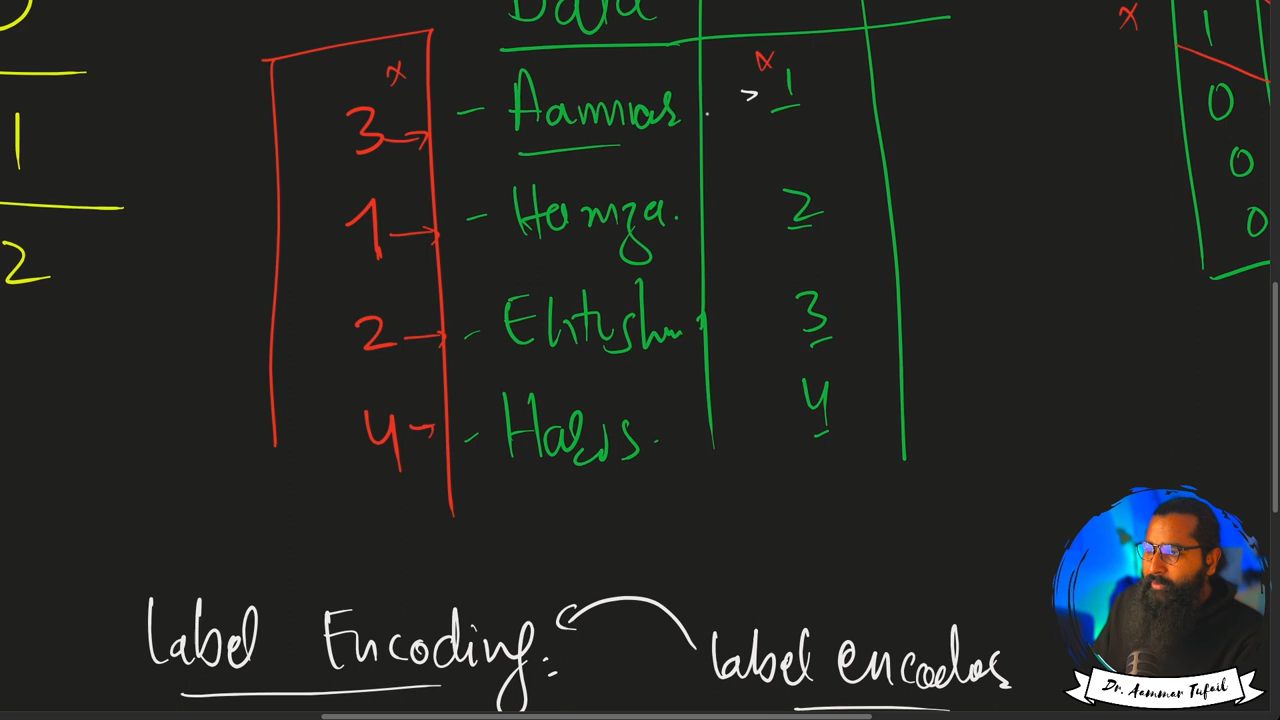 Data
3 - Aammar. 1
1 - Hamza. 2
2 - Ehtisham 3
4 - Haris. 4
1
2
x
x
x
1
0
0
0
Label Encoding: label encoder
Dr. Aammar Tufail